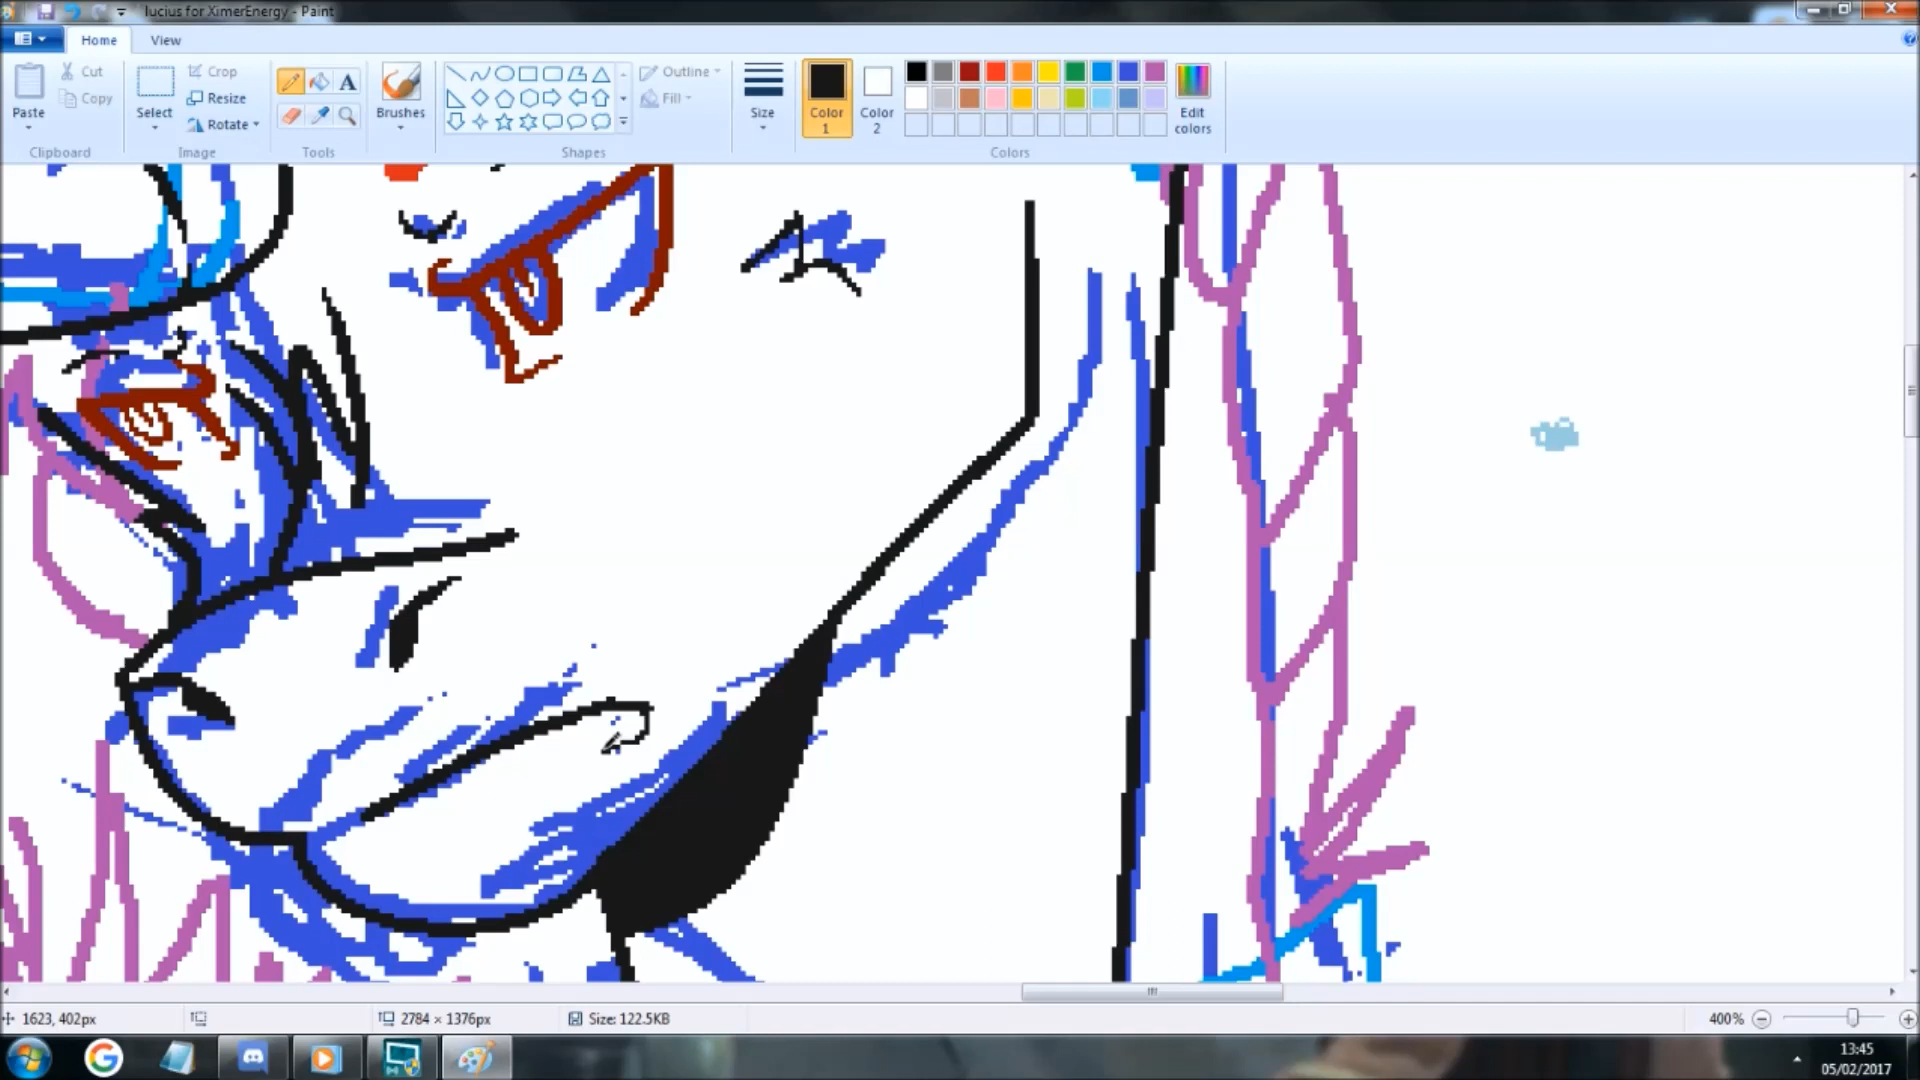 lucius for XimerEnergy - Paint
Home View
Paste
Cut
Copy
Clipboard
Select
Crop
Resize
Rotate
Image
A
Tools
Brushes
Outline
Fill
Shapes
Size
Color 1
Color 2
Edit colors
Colors
1623, 402px
2784 × 1376px
Size: 122.5KB
400%
13:45
05/02/2017